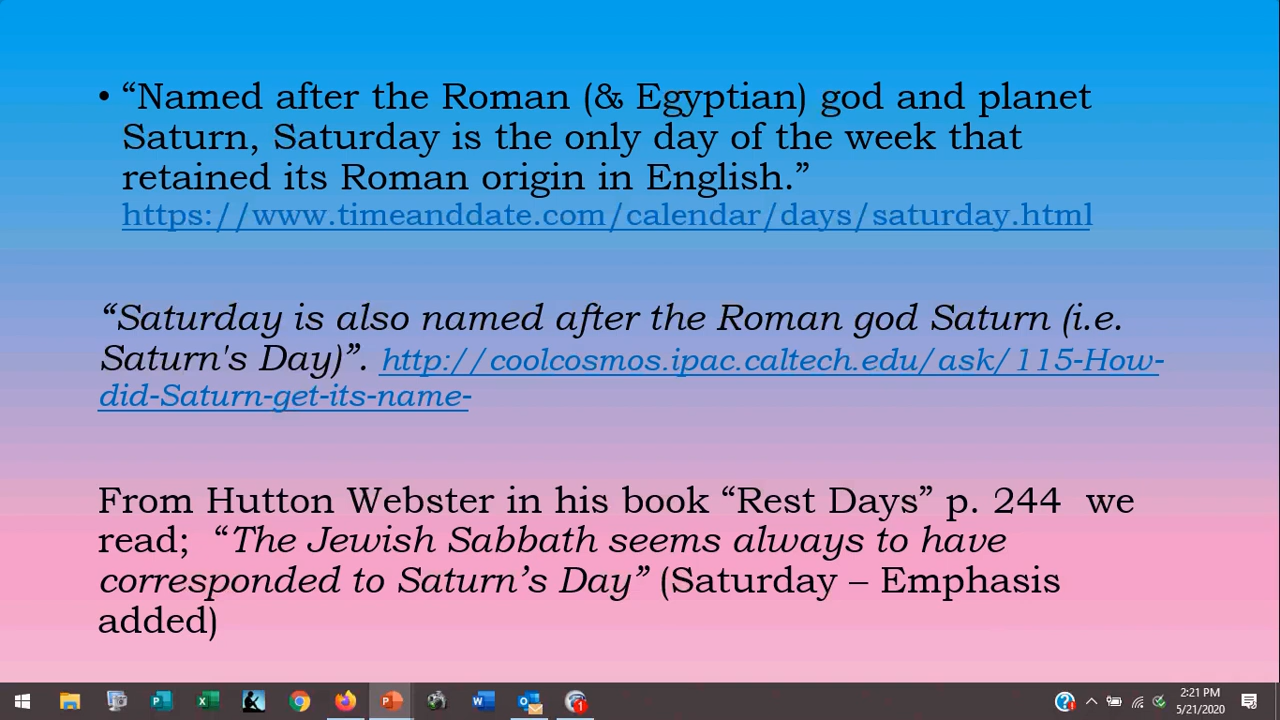 • “Named after the Roman (& Egyptian) god and planet
Saturn, Saturday is the only day of the week that
retained its Roman origin in English.”
https://www.timeanddate.com/calendar/days/saturday.html
“Saturday is also named after the Roman god Saturn (i.e.
Saturn's Day)”. http://coolcosmos.ipac.caltech.edu/ask/115-How-
did-Saturn-get-its-name-
From Hutton Webster in his book “Rest Days” p. 244 we
read; “The Jewish Sabbath seems always to have
corresponded to Saturn’s Day” (Saturday – Emphasis
added)
2:21 PM
5/21/2020